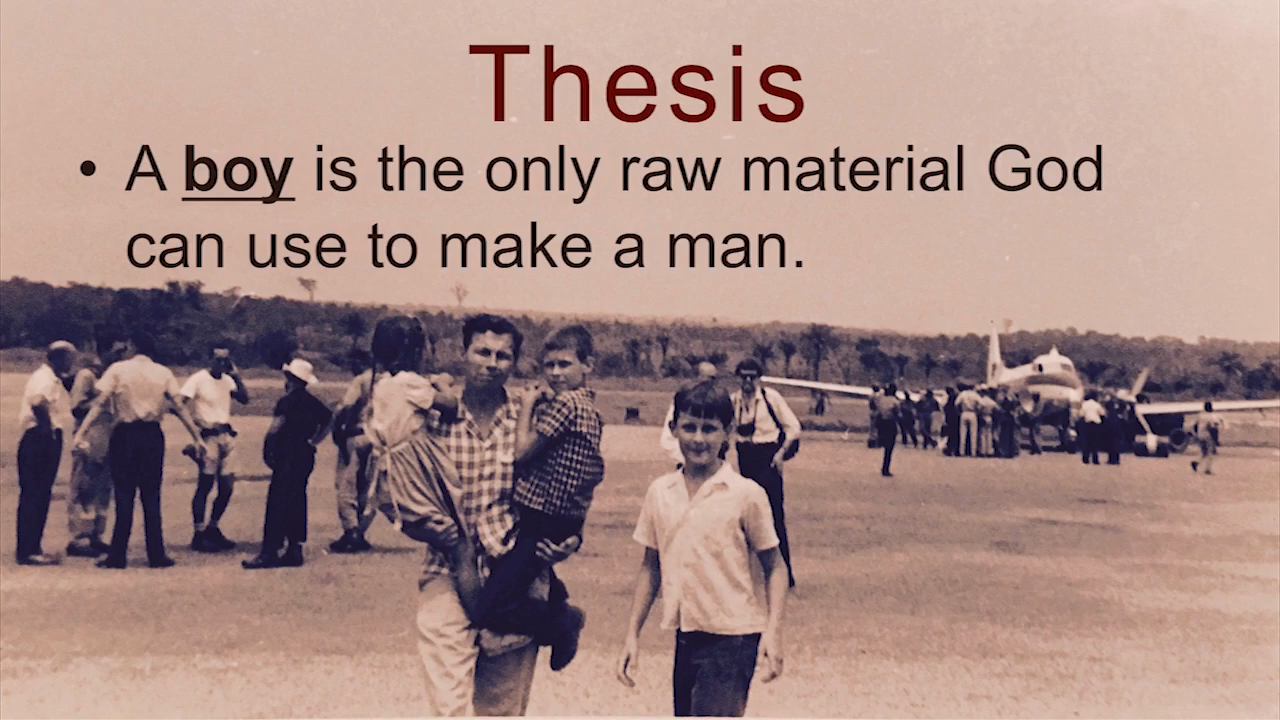 Thesis
• A boy is the only raw material God
can use to make a man.